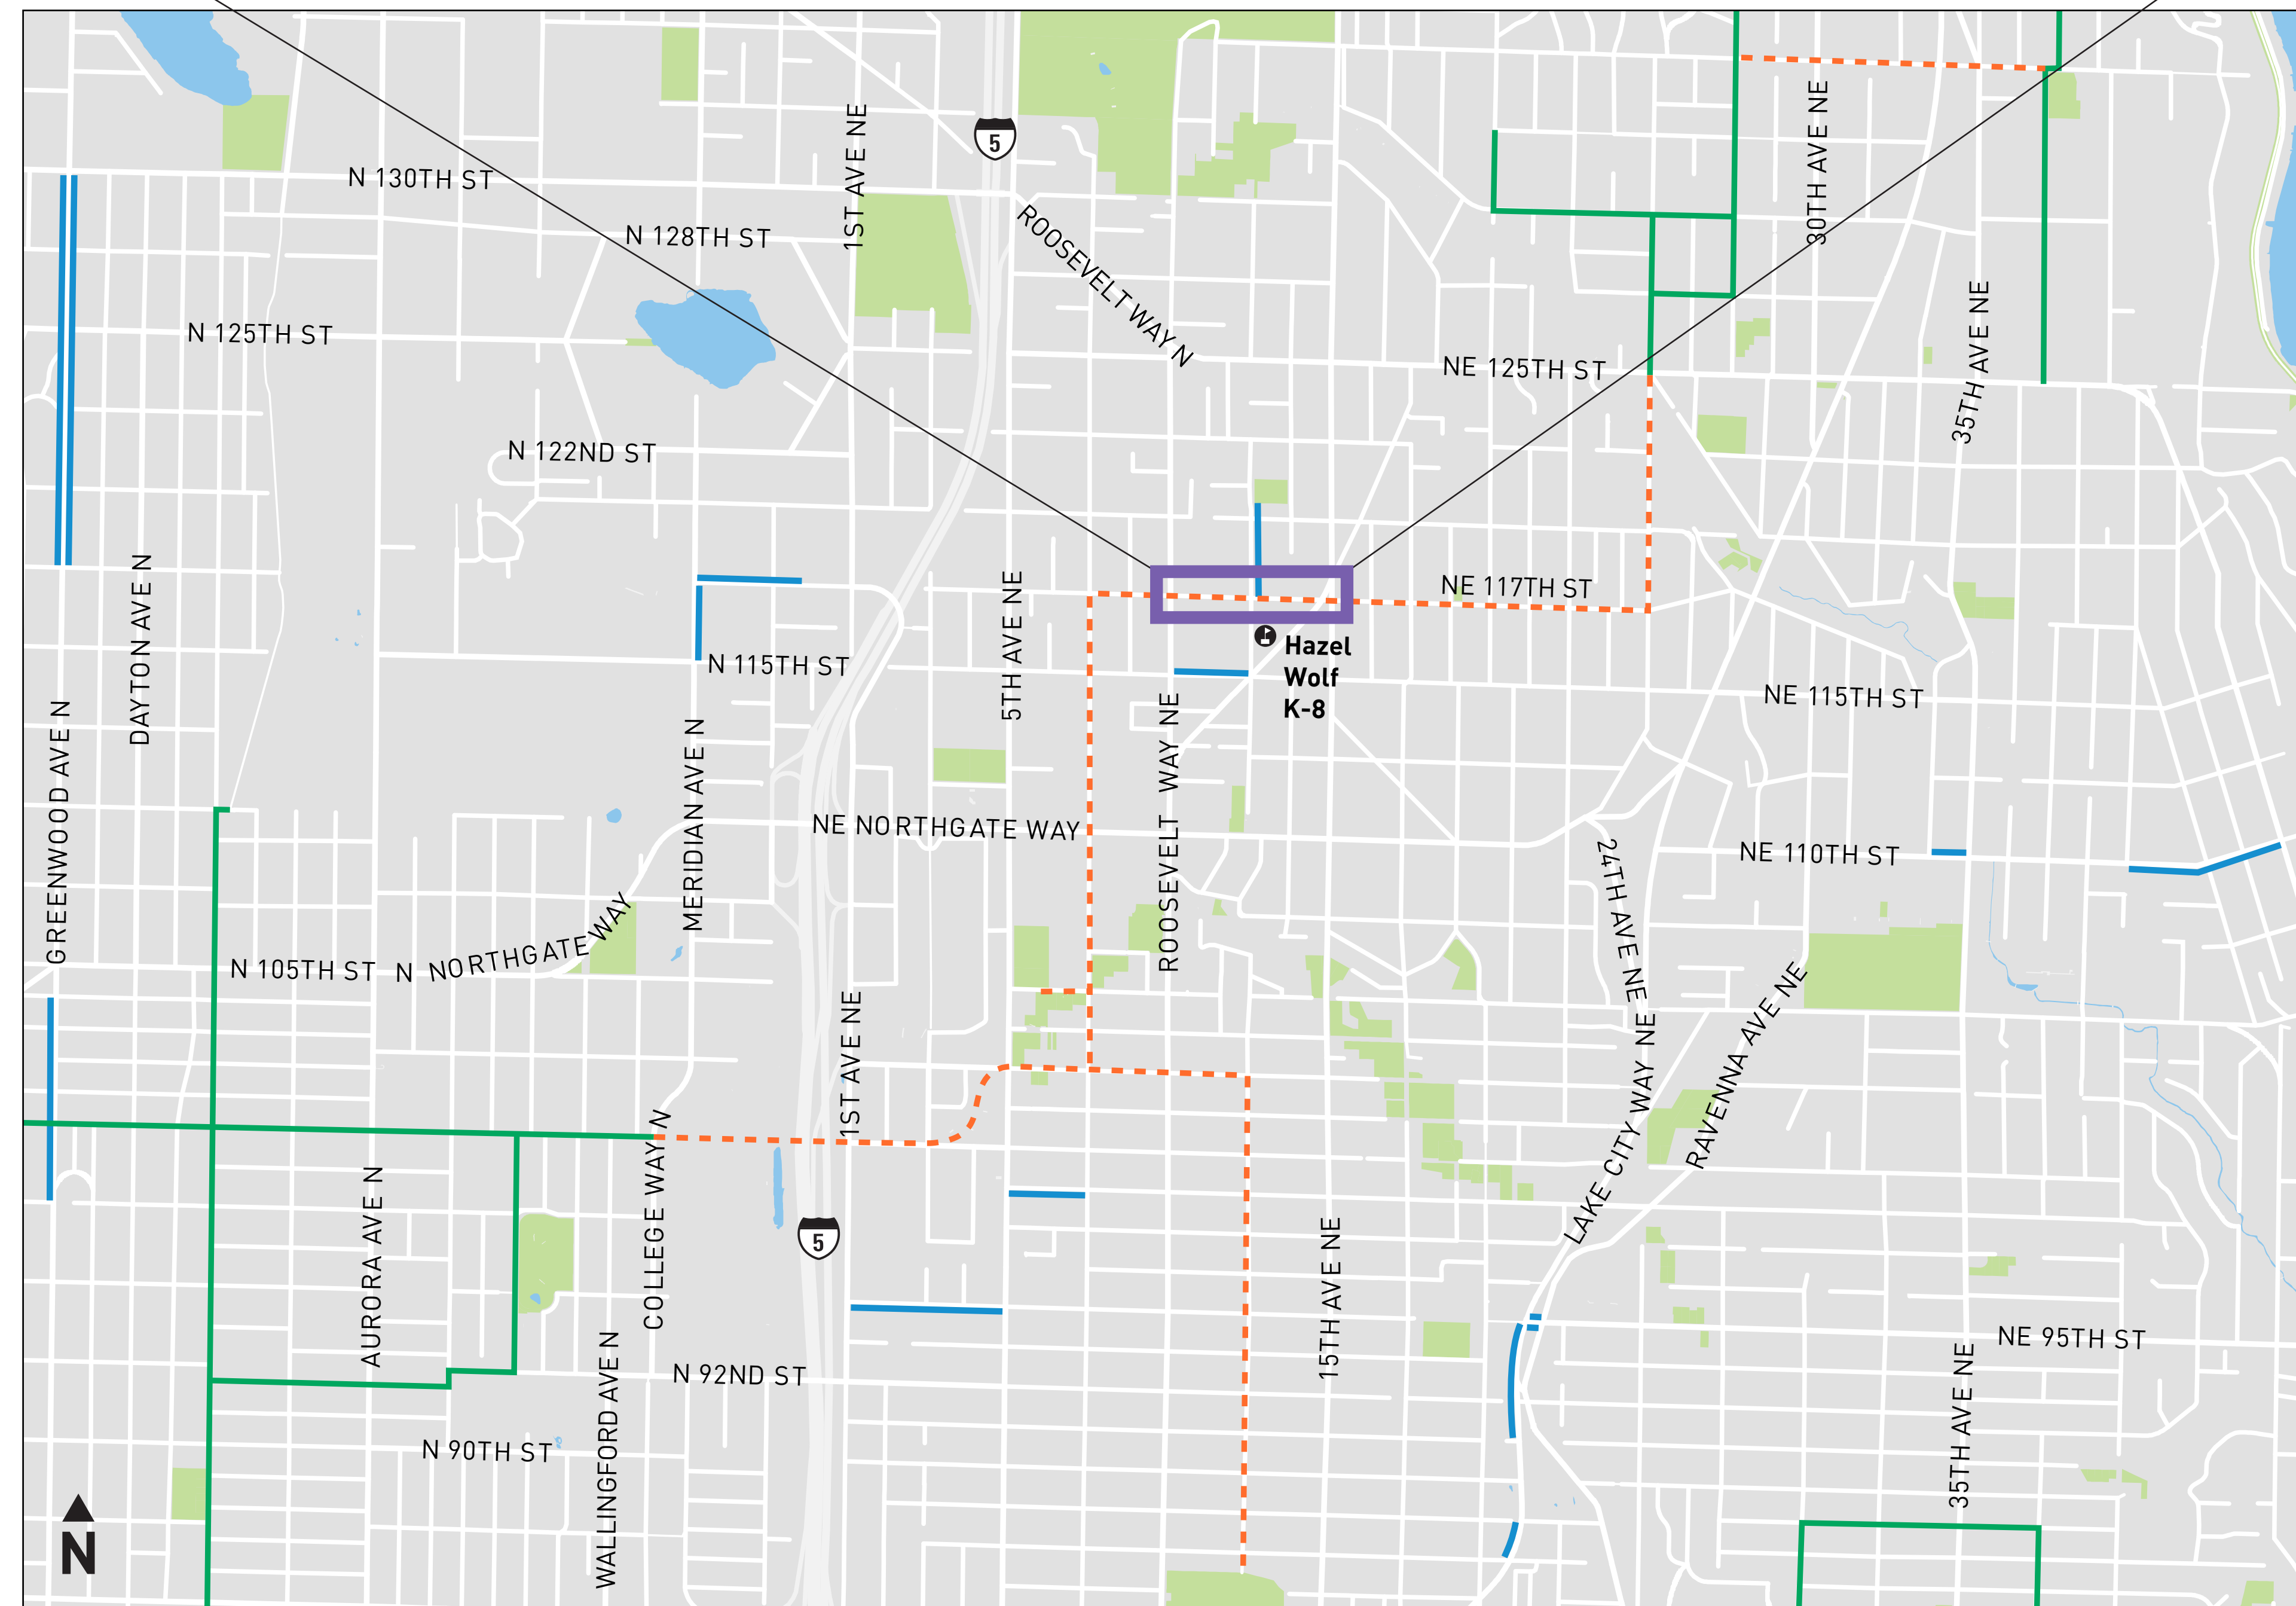 5
1ST AVE NE
30TH AVE NE
N 130TH ST
N 128TH ST
ROOSEVELT WAY N
N 125TH ST
NE 125TH ST
35TH AVE NE
N 122ND ST
DAYTON AVE N
5TH AVE NE
NE 117TH ST
Hazel
Wolf
K-8
N 115TH ST
NE 115TH ST
GREENWOOD AVE N
MERIDIAN AVE N
ROOSEVELT WAY NE
NE NORTHGATE WAY
24TH AVE NE
NE 110TH ST
N 105TH ST
N NORTHGATE WAY
1ST AVE NE
LAKE CITY WAY NE
RAVENNA AVE NE
COLLEGE WAY N
AURORA AVE N
5
15TH AVE NE
NE 95TH ST
35TH AVE NE
WALLINGFORD AVE N
N 92ND ST
N 90TH ST
N